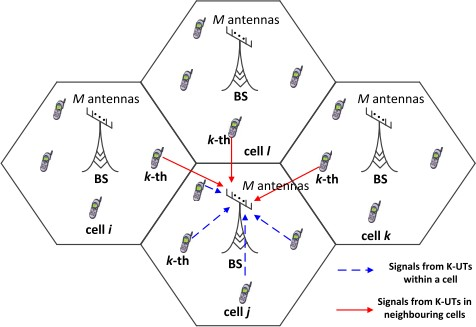 M antennas
BS
M antennas
M antennas
k-th
cell l
k-th
k-th
BS
M antennas
BS
cell i
cell k
k-th
BS
cell j
Signals from K-UTs
within a cell
Signals from K-UTs in
neighbouring cells